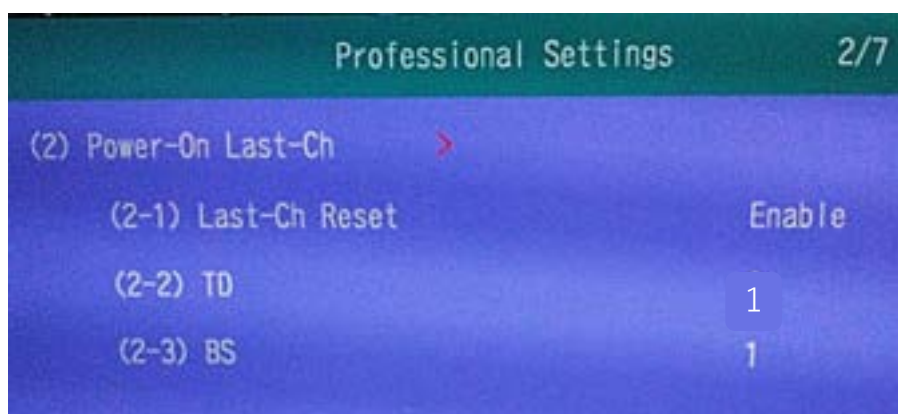 Professional Settings 2/7
(2) Power-On Last-Ch >
(2-1) Last-Ch Reset Enable
(2-2) TD 1
(2-3) BS 1